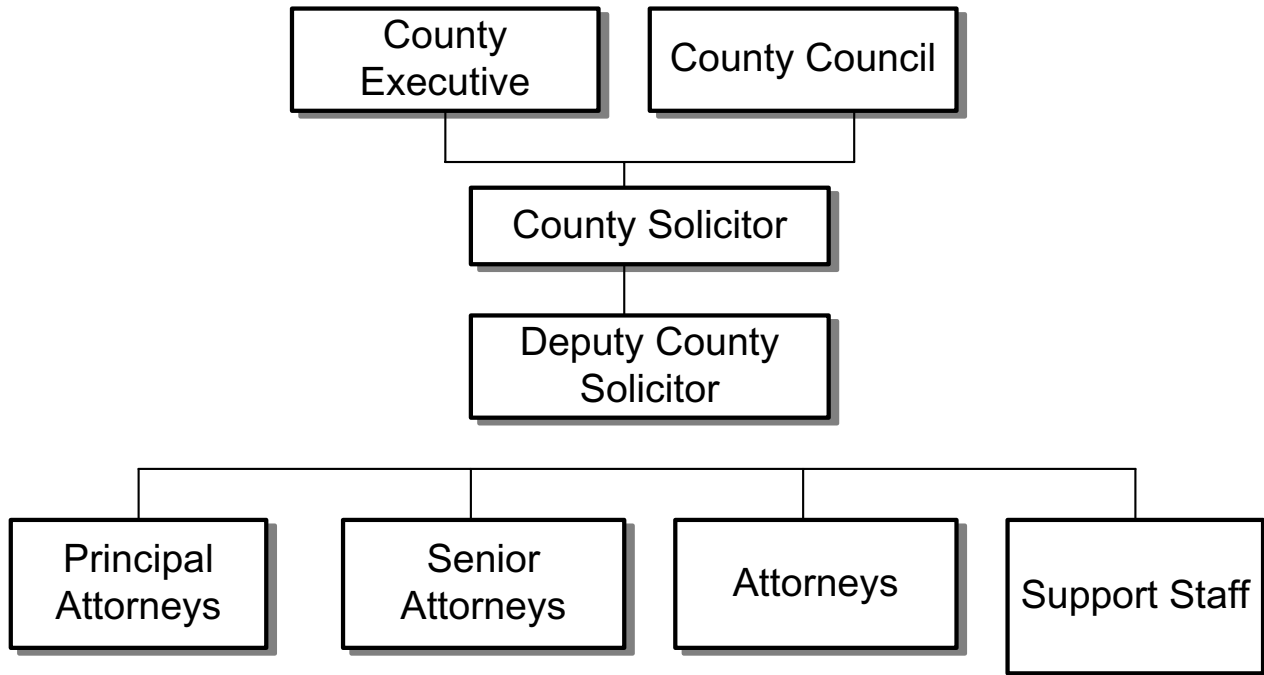 County
Executive
County Council
County Solicitor
Deputy County
Solicitor
Principal
Attorneys
Senior
Attorneys
Attorneys
Support Staff